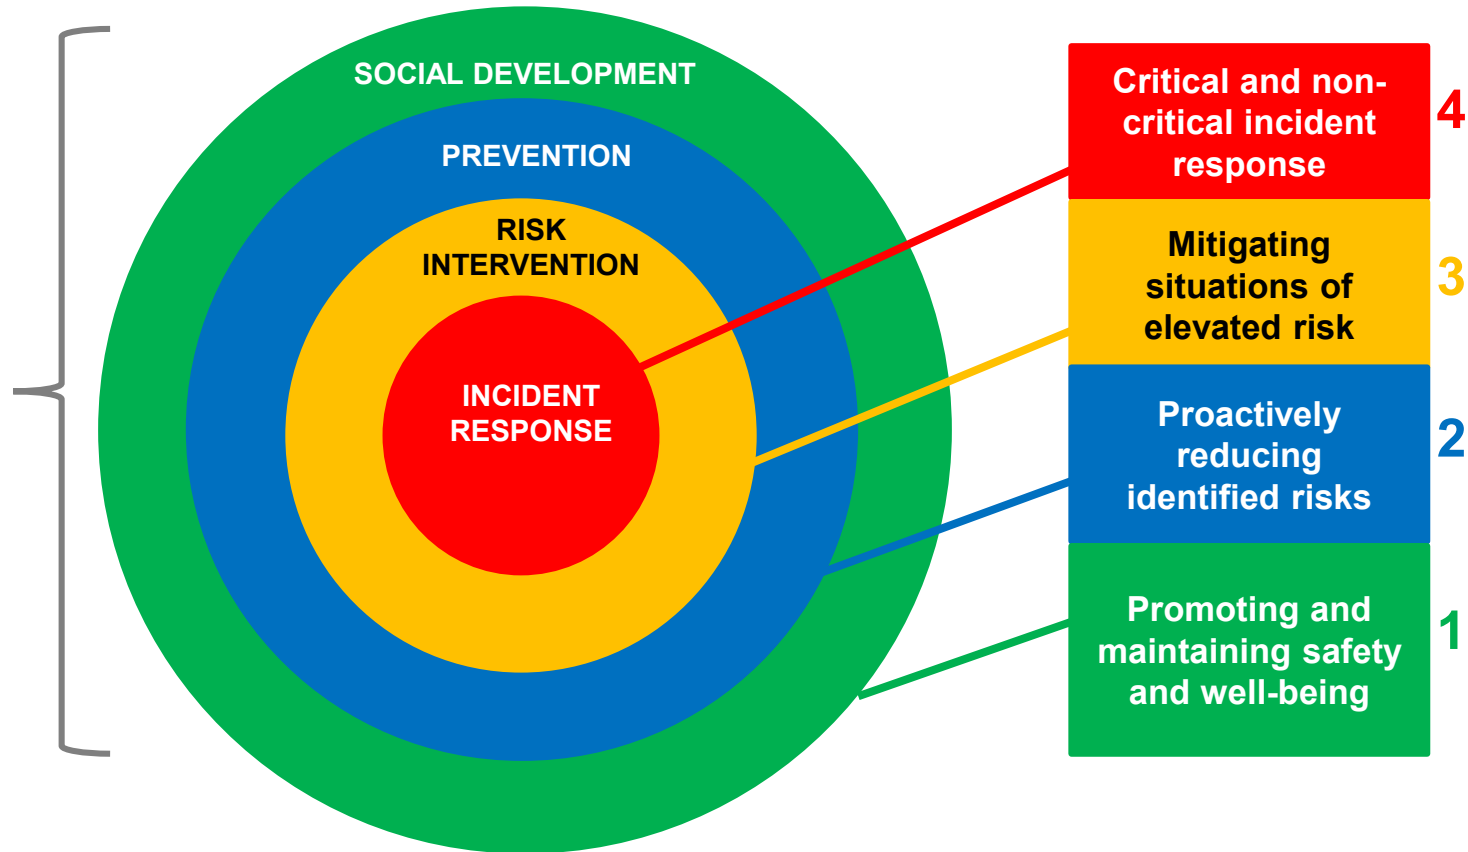 SOCIAL DEVELOPMENT
PREVENTION
RISK
INTERVENTION
INCIDENT
RESPONSE
Critical and non-
critical incident
response
4
Mitigating
situations of
elevated risk
3
Proactively
reducing
identified risks
2
Promoting and
maintaining safety
and well-being
1